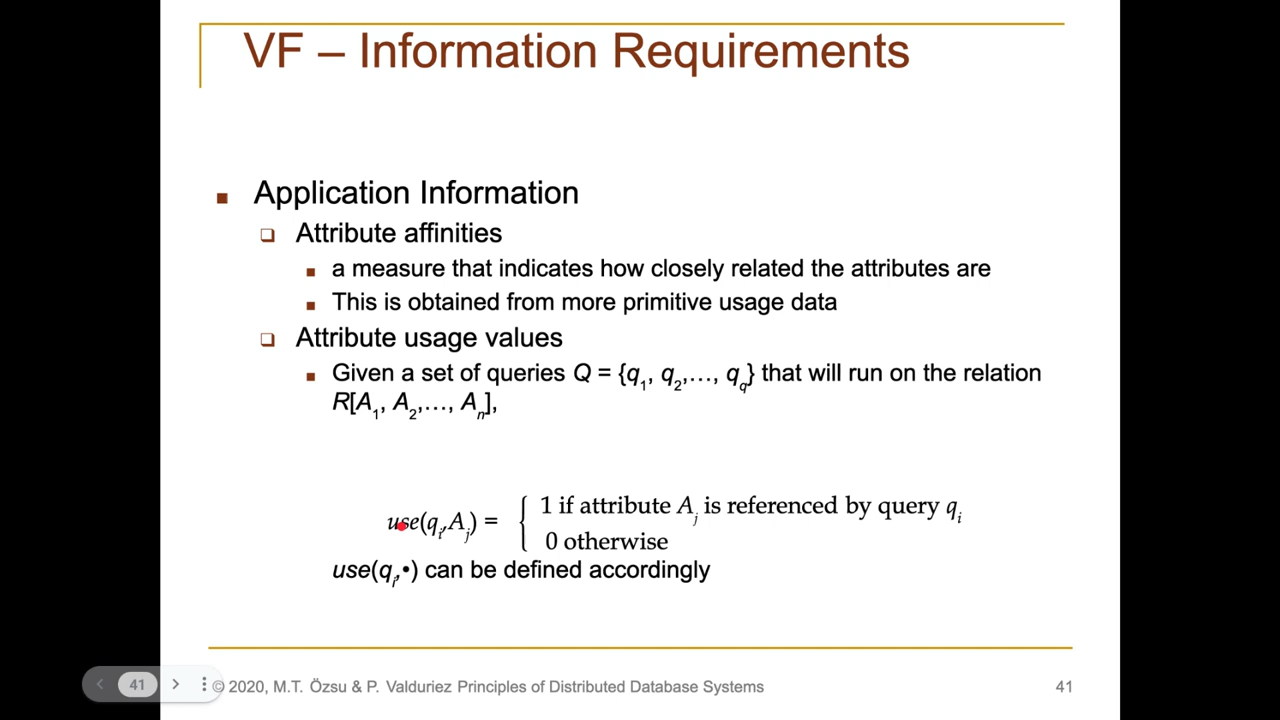 VF – Information Requirements
Application Information
Attribute affinities
a measure that indicates how closely related the attributes are
This is obtained from more primitive usage data
Attribute usage values
Given a set of queries Q = {q1, q2,…, qq} that will run on the relation
R[A1, A2,…, An],
use(qi,Aj) = { 1 if attribute Aj is referenced by query qi
0 otherwise
use(qi,•) can be defined accordingly
41 © 2020, M.T. Özsu & P. Valduriez Principles of Distributed Database Systems 41